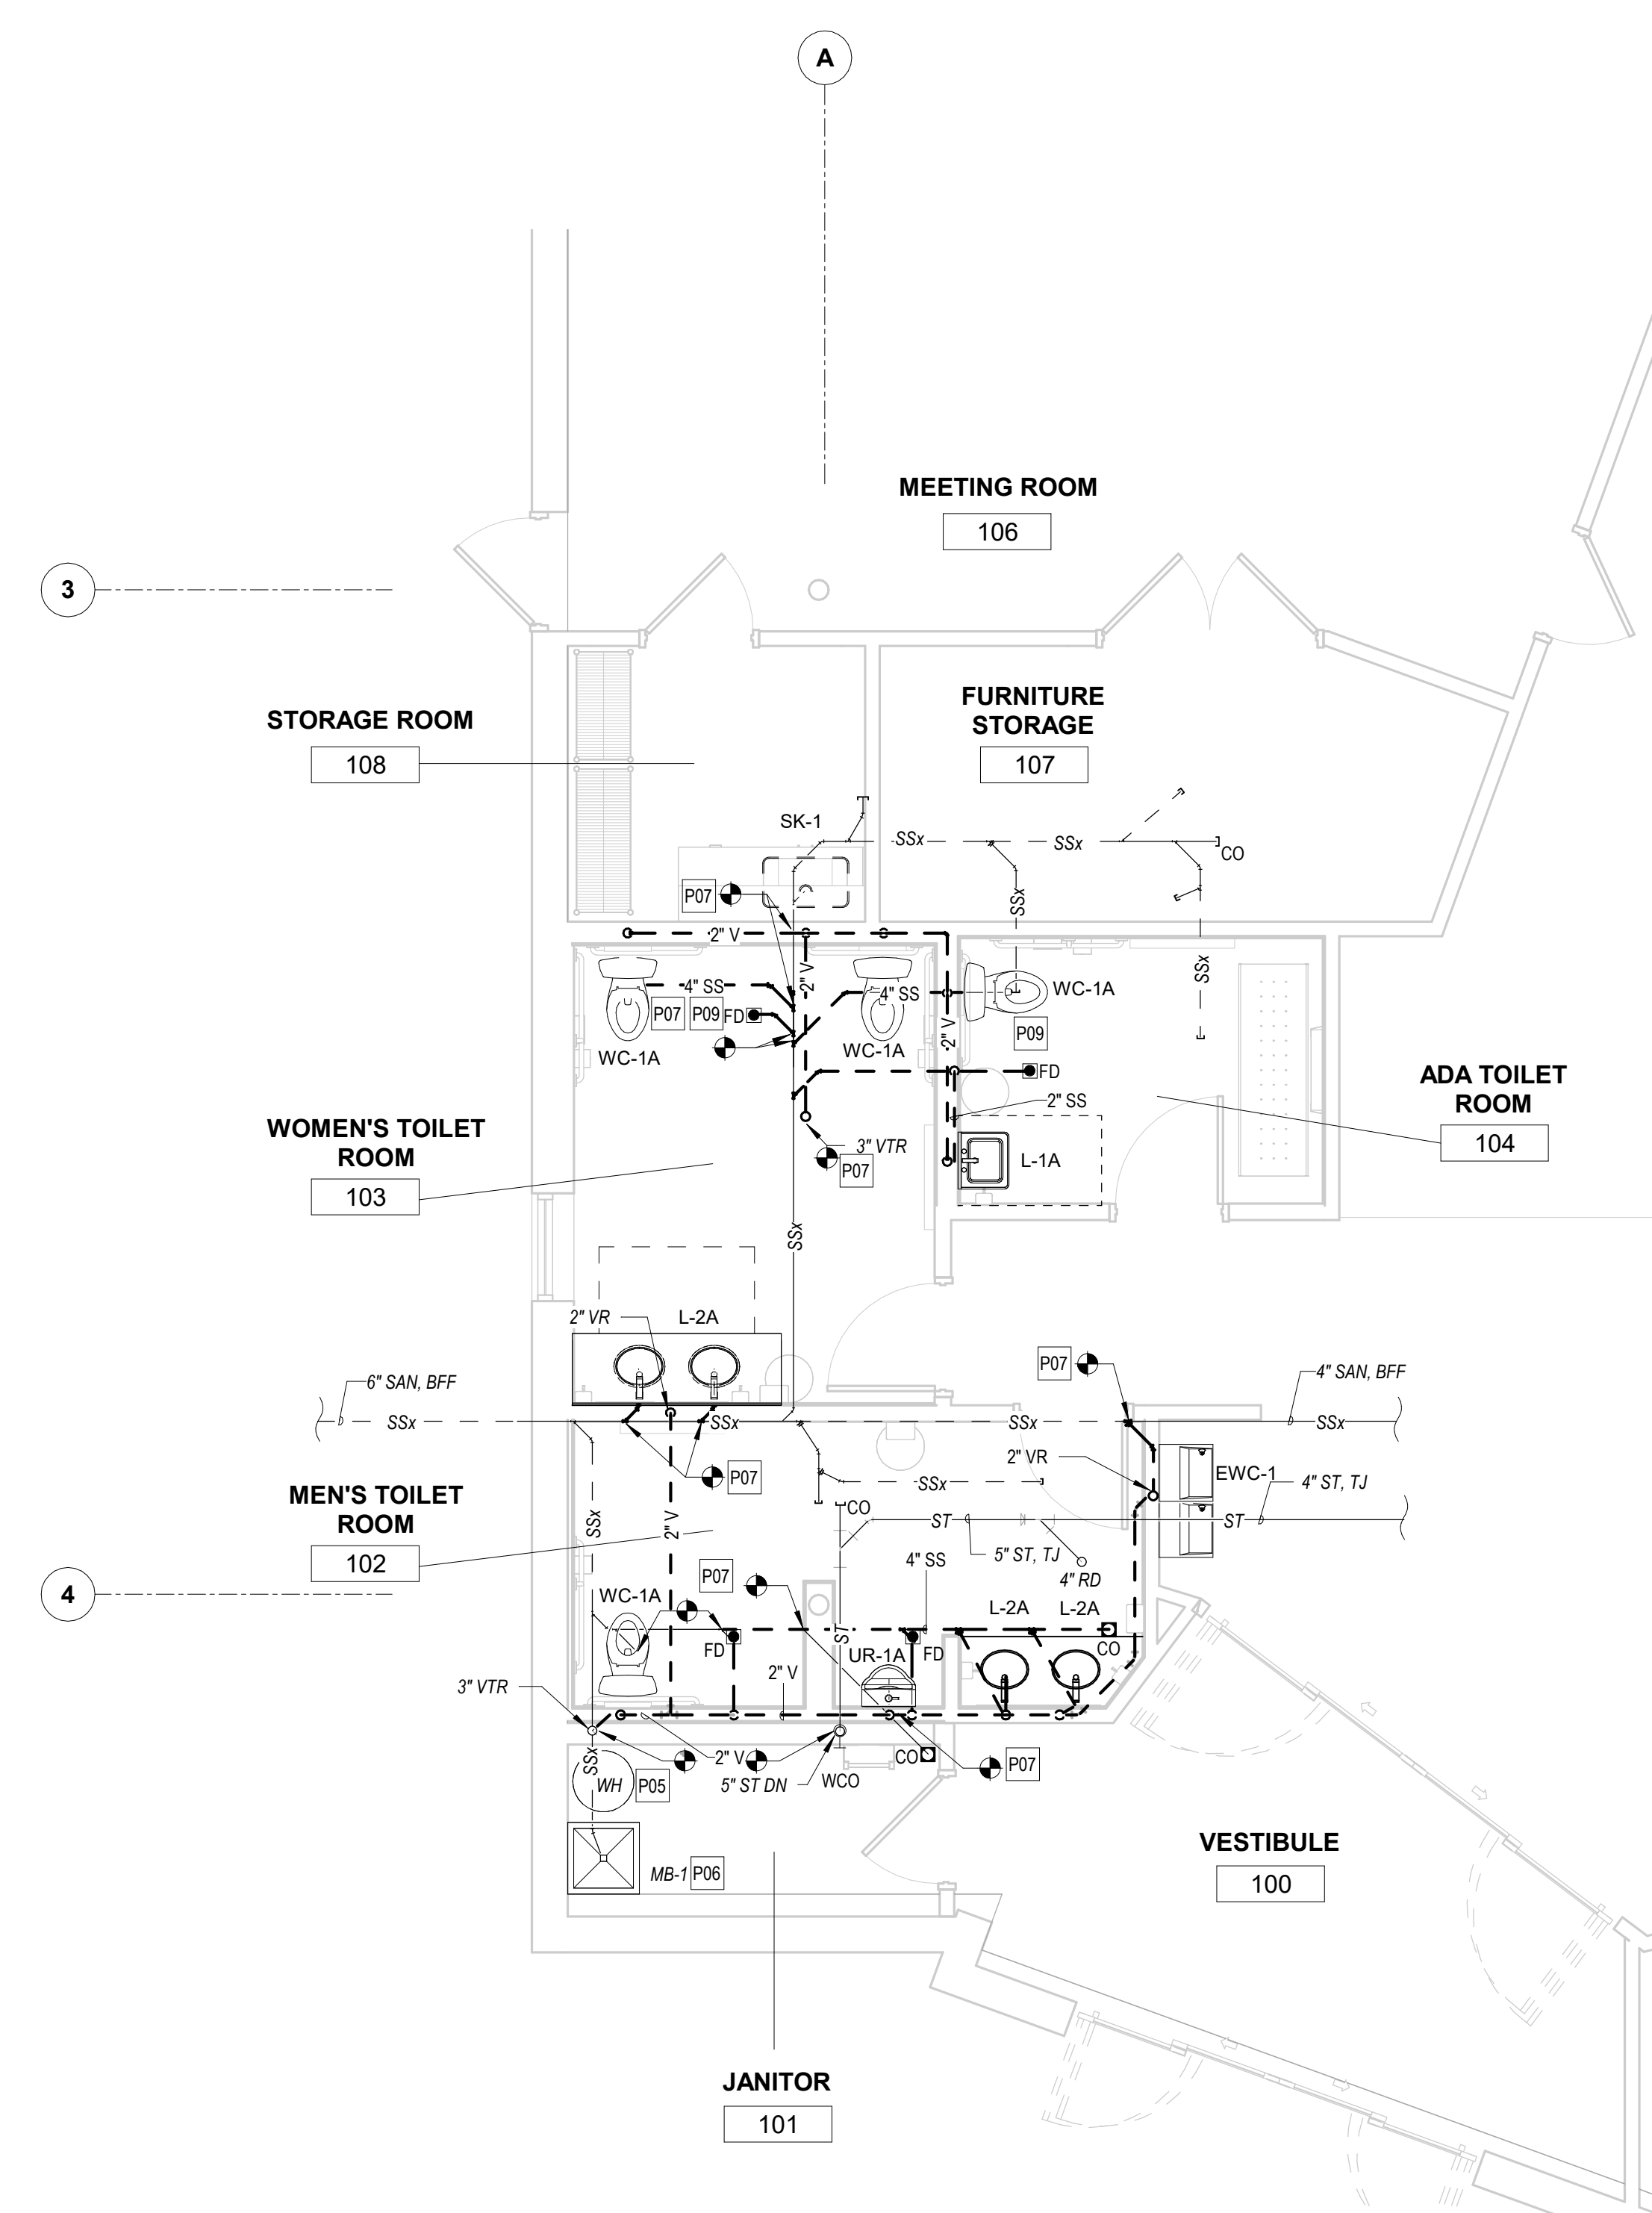 A
MEETING ROOM
106
3
STORAGE ROOM
108
FURNITURE
STORAGE
107
SK-1
SSx
SSx
CO
P07
SSx
2" V
2" V
SSx
4" SS
4" SS
WC-1A
P07
P09
FD
P09
WC-1A
WC-1A
2" V
FD
ADA TOILET
ROOM
104
2" SS
WOMEN'S TOILET
ROOM
103
3" VTR
P07
L-1A
SSx
2" VR
L-2A
P07
4" SAN, BFF
6" SAN, BFF
SSx
SSx
SSx
SSx
2" VR
P07
EWC-1
4" ST, TJ
SSx
MEN'S TOILET
ROOM
102
SSx
2" V
CO
ST
ST
5" ST, TJ
4" SS
4" RD
P07
4
WC-1A
L-2A
L-2A
ST
FD
UR-1A
FD
CO
2" V
3" VTR
SSx
2" V
CO
P07
WH
P05
5" ST DN
WCO
VESTIBULE
100
MB-1
P06
JANITOR
101